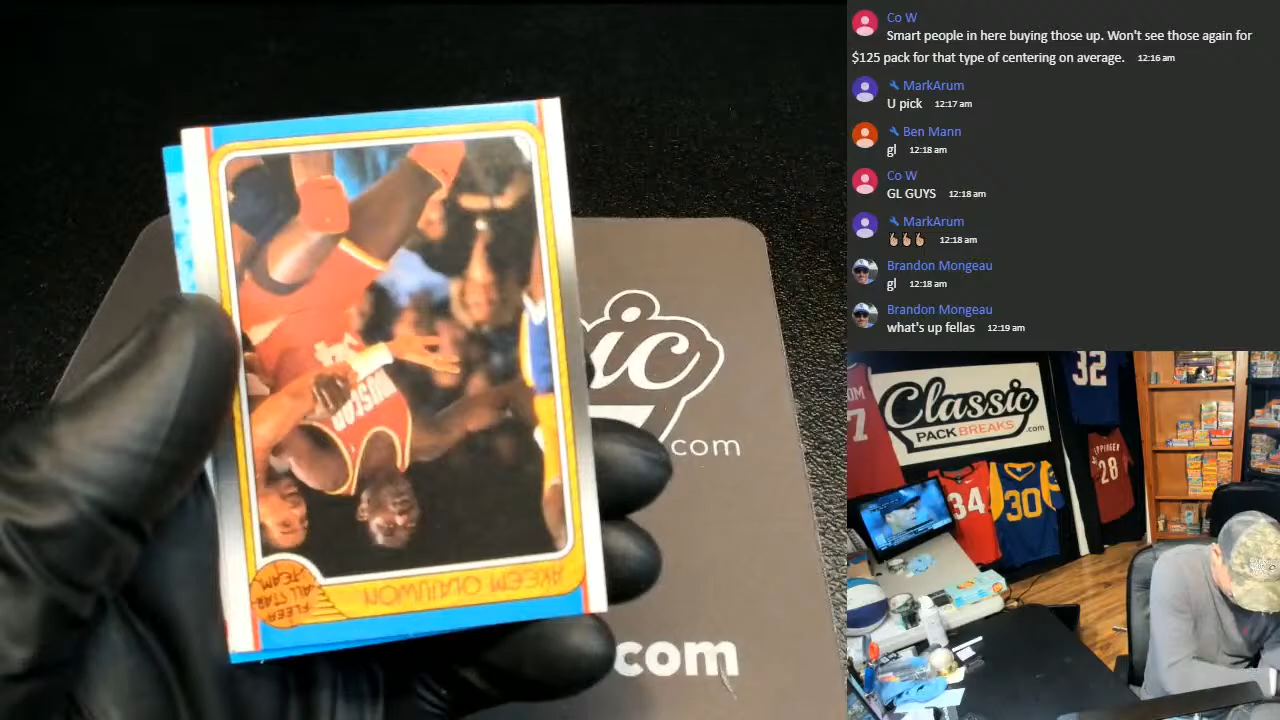 Co W
Smart people in here buying those up. Won't see those again for
$125 pack for that type of centering on average. 12:16 am
MarkArum
U pick 12:17 am
Ben Mann
gl 12:18 am
Co W
GL GUYS 12:18 am
MarkArum
12:18 am
Brandon Mongeau
gl 12:18 am
Brandon Mongeau
what's up fellas 12:19 am
AKEEM OLAJUWON
FLEER
ALL STAR
TEAM
HOUSTON
ic
.com
.com
Classic
PACK BREAKS .com
32
7
34
30
28